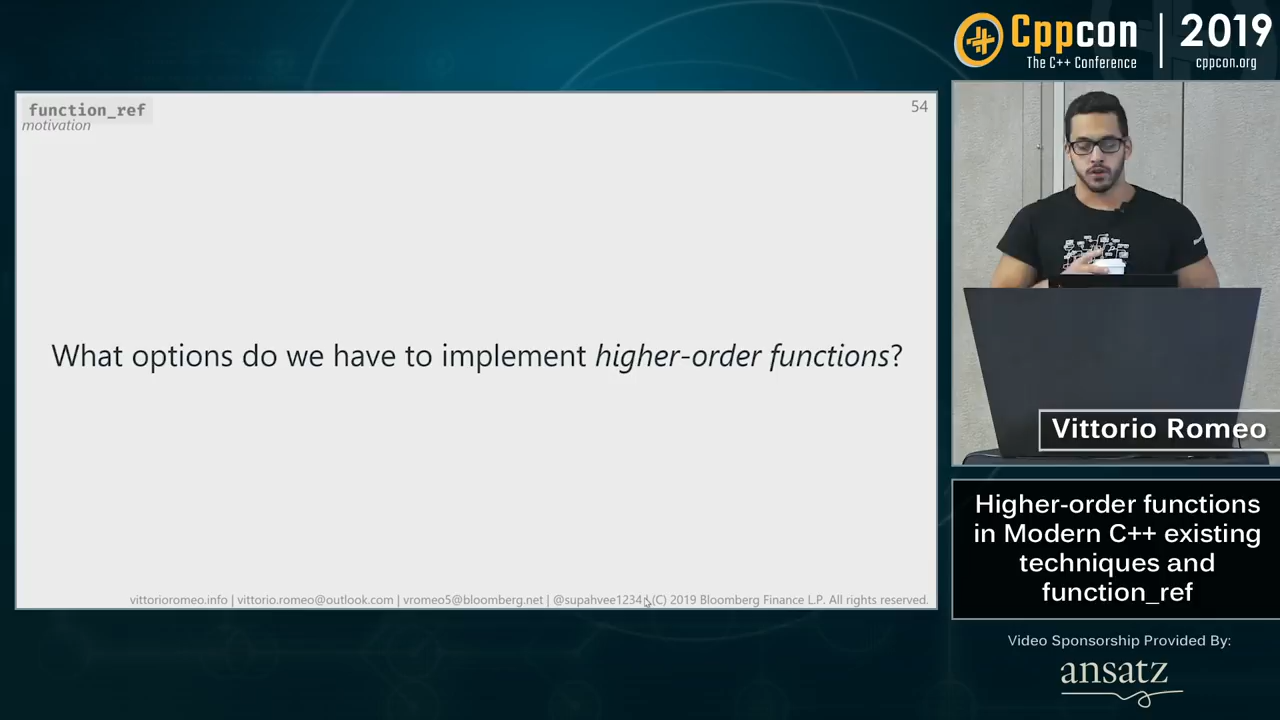 Cppcon
The C++ Conference
2019
cppcon.org
function_ref
motivation
54
What options do we have to implement higher-order functions?
vittorioromeo.info | vittorio.romeo@outlook.com | vromeo5@bloomberg.net | @supahvee1234 | (C) 2019 Bloomberg Finance L.P. All rights reserved.
Vittorio Romeo
Higher-order functions
in Modern C++ existing
techniques and
function_ref
Video Sponsorship Provided By:
ansatz